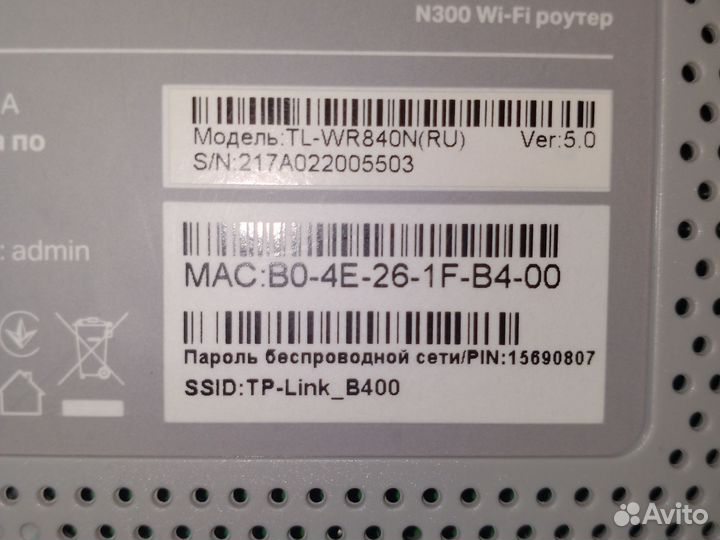 N300 Wi-Fi роутер
А
по
Модель:TL-WR840N(RU) Ver:5.0
S/N:217A022005503
: admin
MAC:B0-4E-26-1F-B4-00
Пароль беспроводной сети/PIN:15690807
SSID:TP-Link_B400
Avito